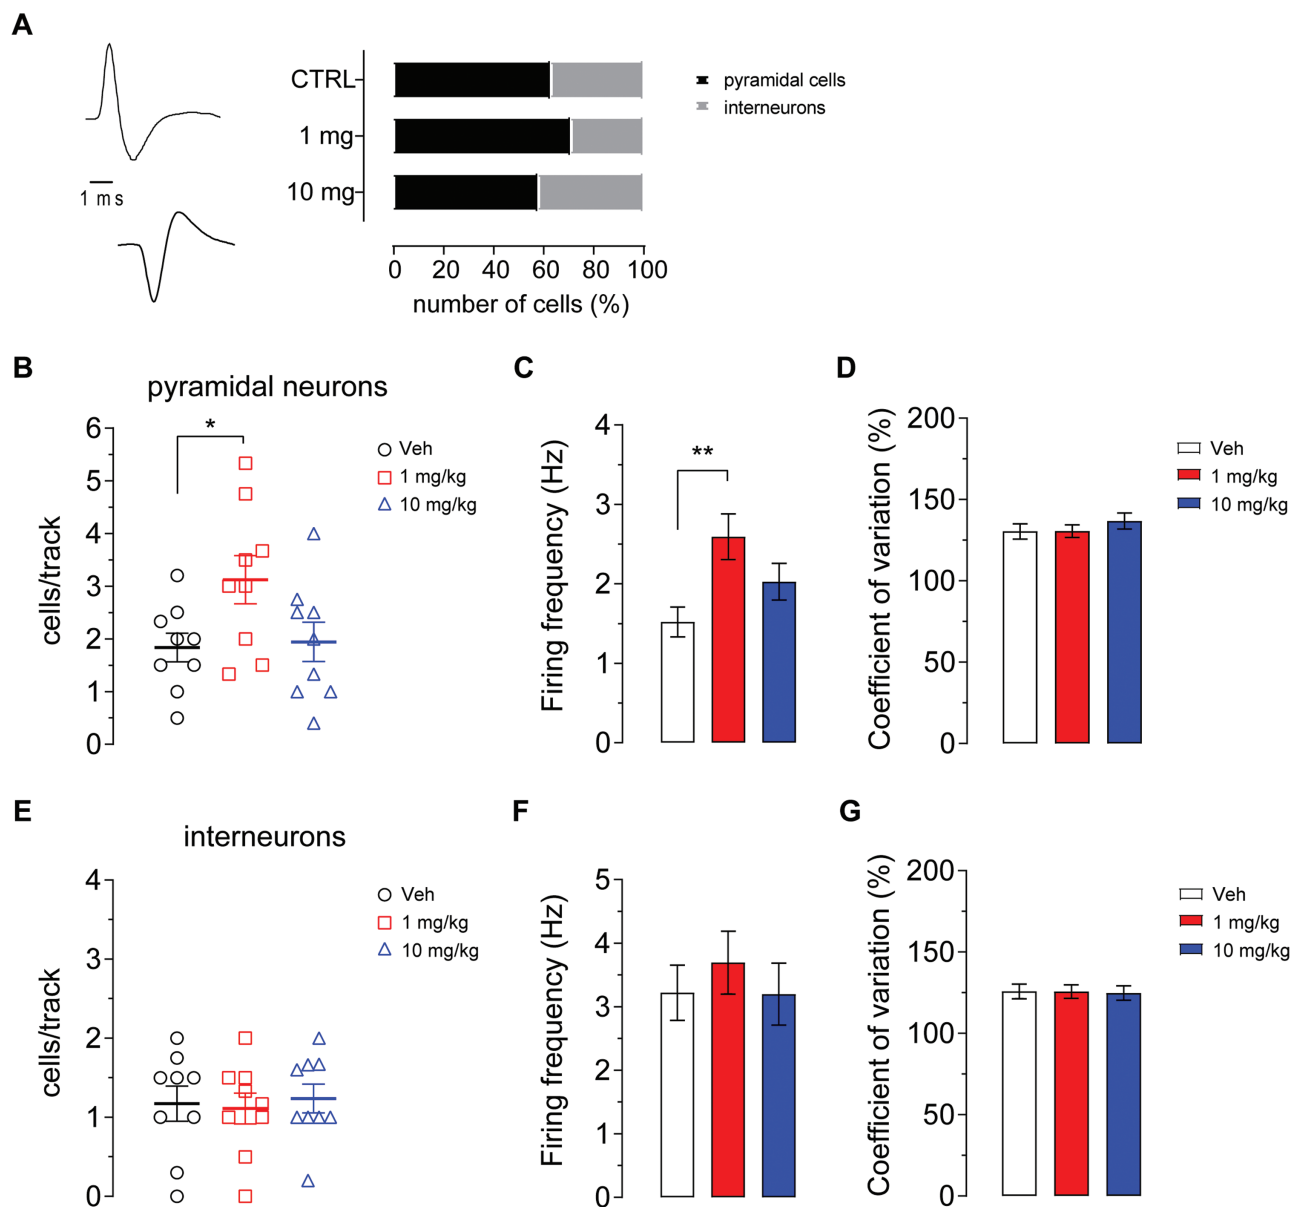 A
CTRL
1 mg
10 mg
1 ms
pyramidal cells
interneurons
0 20 40 60 80 100
number of cells (%)
B
pyramidal neurons
*
6
5
4
3
2
1
0
cells/track
Veh
1 mg/kg
10 mg/kg
C
**
4
3
2
1
0
Firing frequency (Hz)
D
200
150
100
50
0
Coefficient of variation (%)
Veh
1 mg/kg
10 mg/kg
E
interneurons
4
3
2
1
0
cells/track
Veh
1 mg/kg
10 mg/kg
F
5
4
3
2
1
0
Firing frequency (Hz)
G
200
150
100
50
0
Coefficient of variation (%)
Veh
1 mg/kg
10 mg/kg